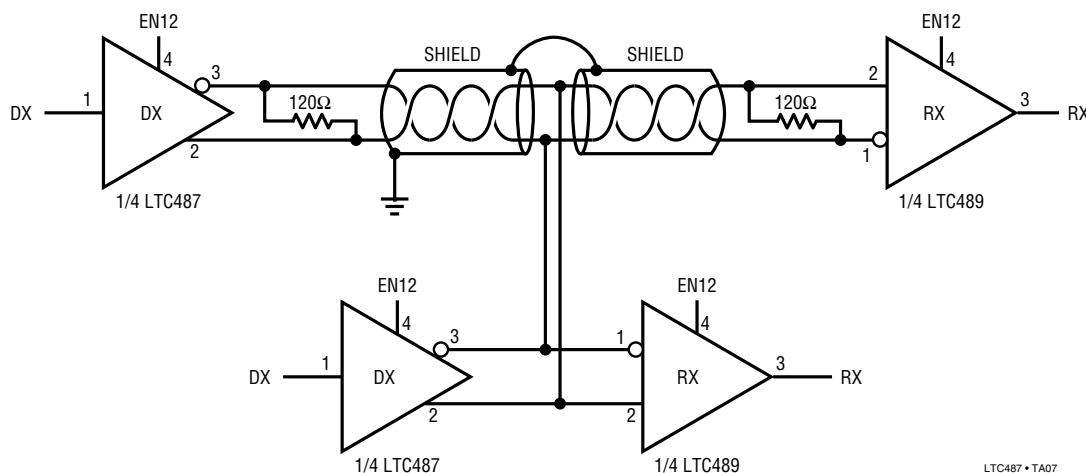 EN12
4
3
DX
1
DX
2
1/4 LTC487
120Ω
SHIELD
SHIELD
120Ω
EN12
4
2
RX
3
RX
1
1/4 LTC489
EN12
4
3
DX
1
DX
2
1/4 LTC487
EN12
4
1
RX
3
RX
2
1/4 LTC489
LTC487 • TA07